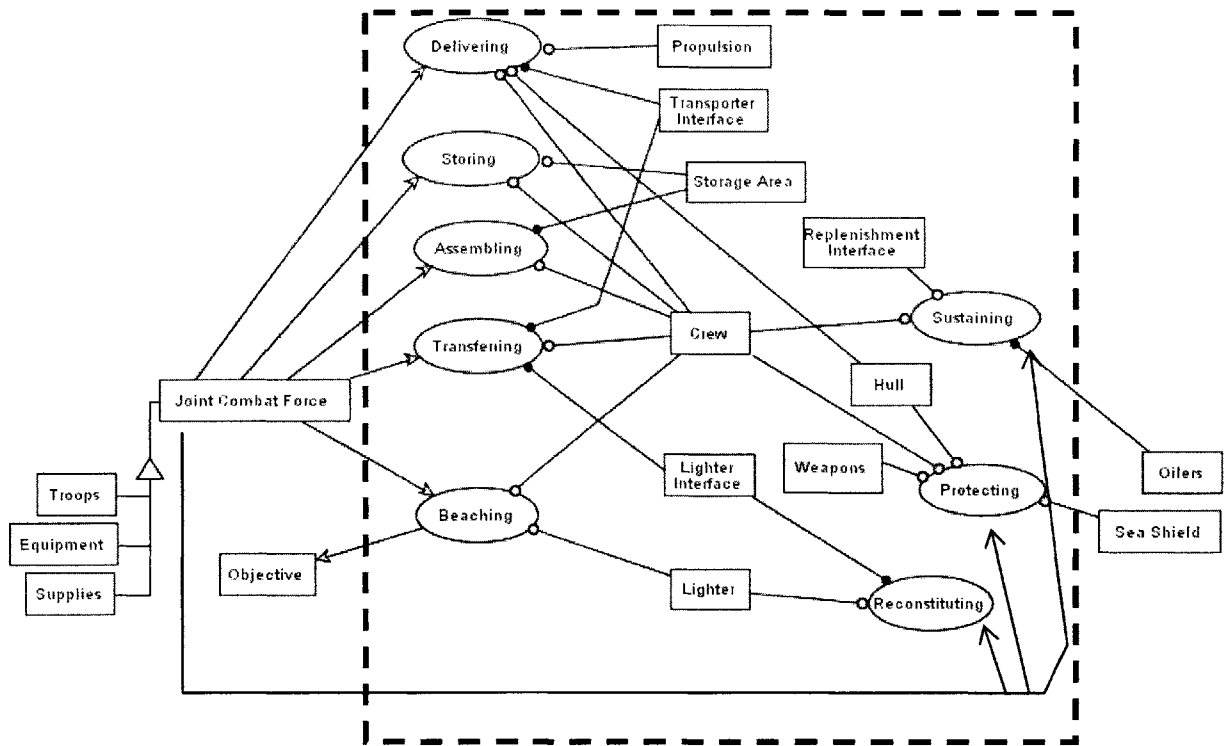 Delivering
Propulsion
Transporter
Interface
Storing
Storage Area
Assembling
Replenishment
Interface
Sustaining
Crew
Transferring
Hull
Joint Combat Force
Lighter
Interface
Weapons
Oilers
Troops
Protecting
Beaching
Sea Shield
Equipment
Objective
Lighter
Supplies
Reconstituting